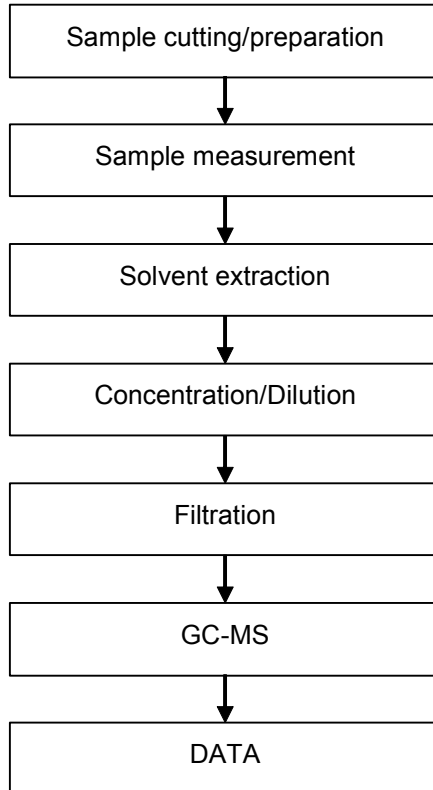 Sample cutting/preparation
Sample measurement
Solvent extraction
Concentration/Dilution
Filtration
GC-MS
DATA